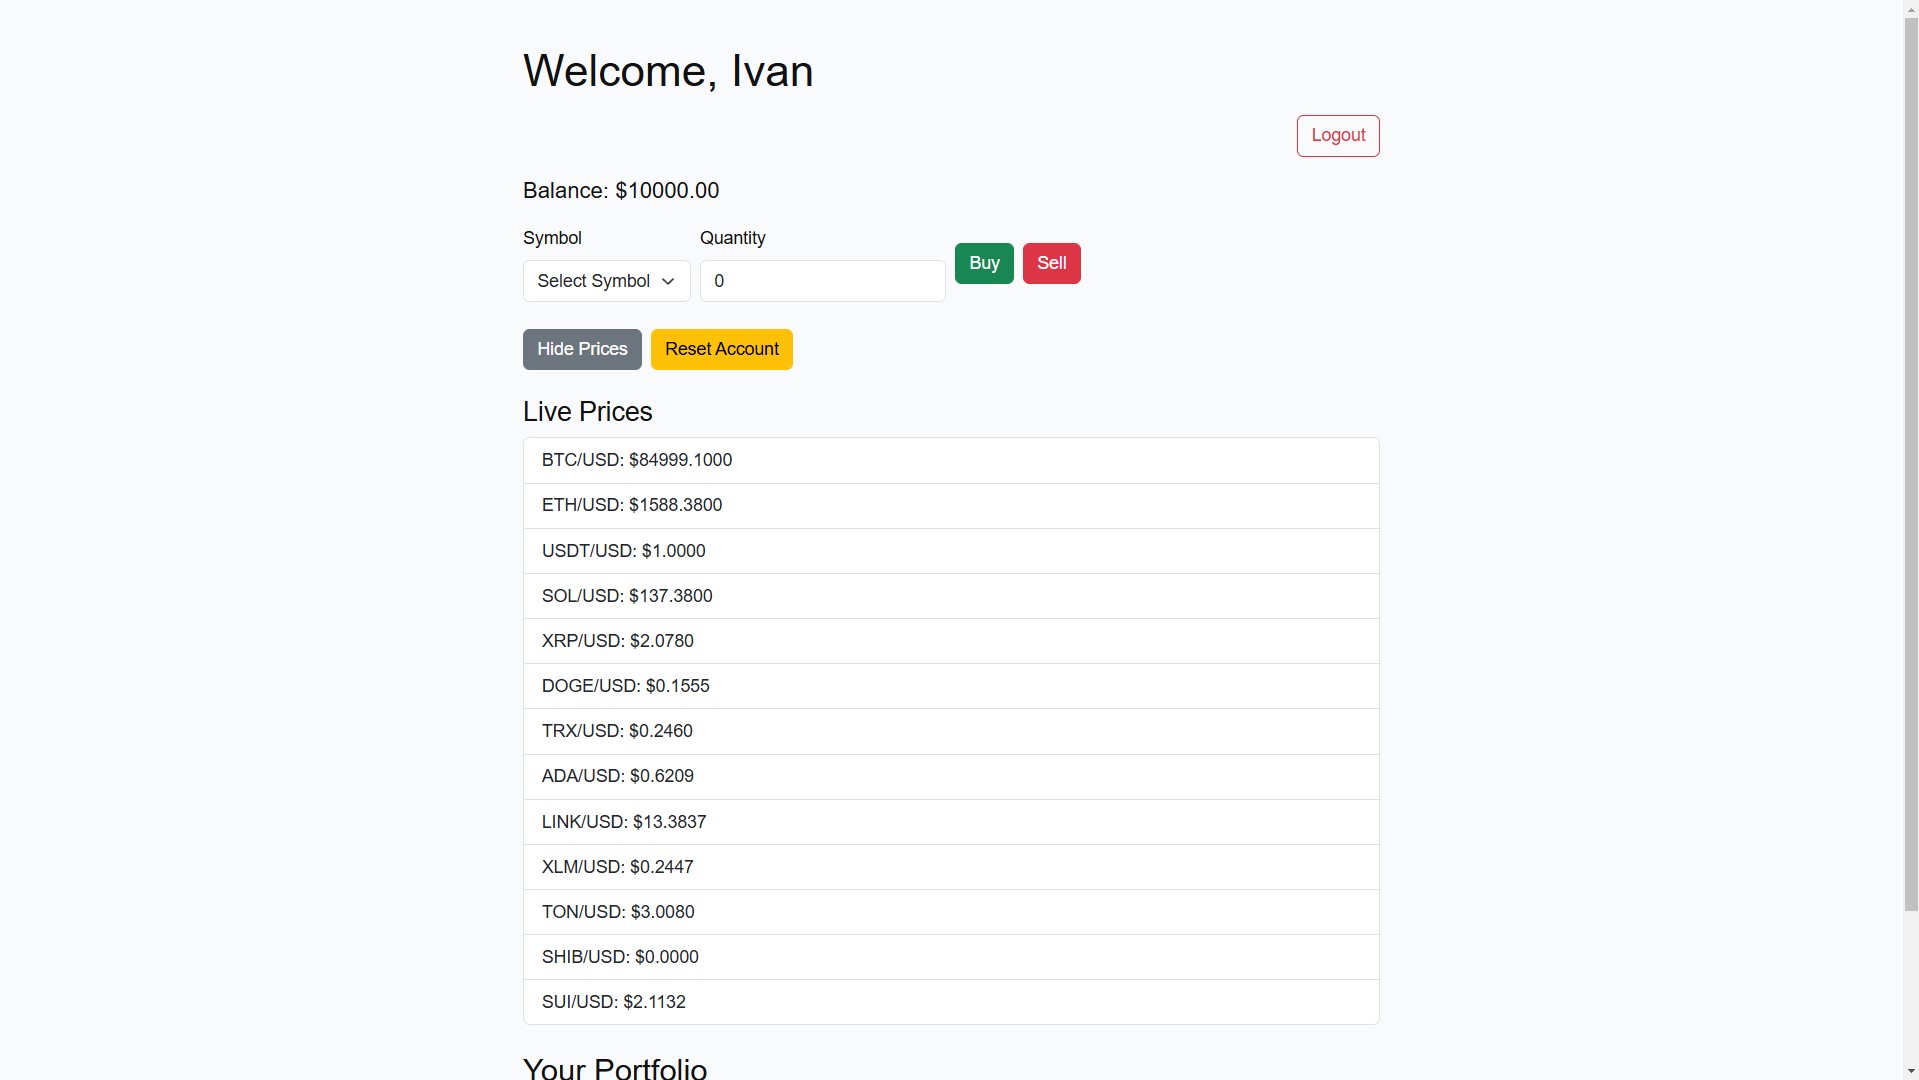 Welcome, Ivan
Logout
Balance: $10000.00
Symbol Quantity
Select Symbol 0 Buy Sell
Hide Prices Reset Account
Live Prices
BTC/USD: $84999.1000
ETH/USD: $1588.3800
USDT/USD: $1.0000
SOL/USD: $137.3800
XRP/USD: $2.0780
DOGE/USD: $0.1555
TRX/USD: $0.2460
ADA/USD: $0.6209
LINK/USD: $13.3837
XLM/USD: $0.2447
TON/USD: $3.0080
SHIB/USD: $0.0000
SUI/USD: $2.1132
Your Portfolio